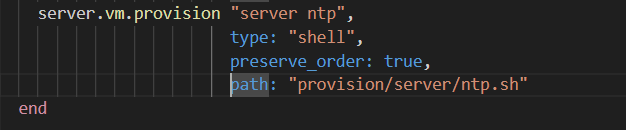 server.vm.provision "server ntp",
type: "shell",
preserve_order: true,
path: "provision/server/ntp.sh"
end